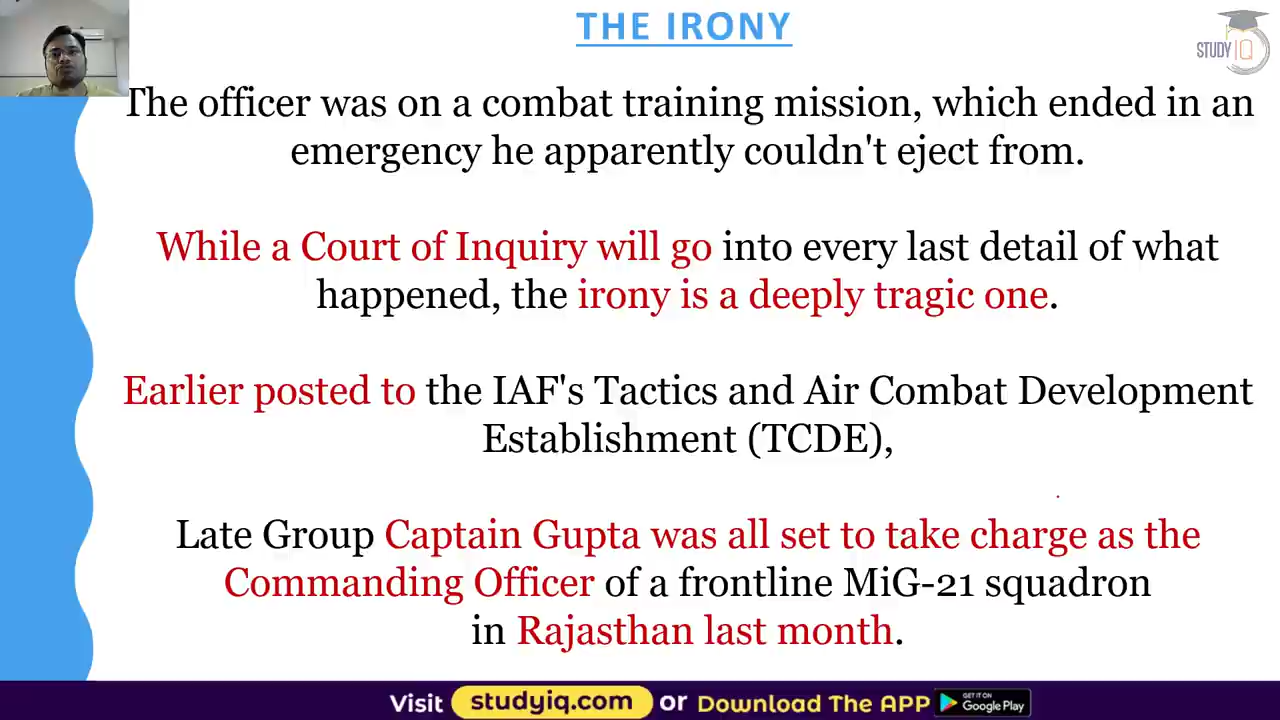 THE IRONY
STUDY IQ
The officer was on a combat training mission, which ended in an
emergency he apparently couldn't eject from.
While a Court of Inquiry will go into every last detail of what
happened, the irony is a deeply tragic one.
Earlier posted to the IAF's Tactics and Air Combat Development
Establishment (TCDE),
Late Group Captain Gupta was all set to take charge as the
Commanding Officer of a frontline MiG-21 squadron
in Rajasthan last month.
Visit studyiq.com or Download The APP GET IT ON
Google Play